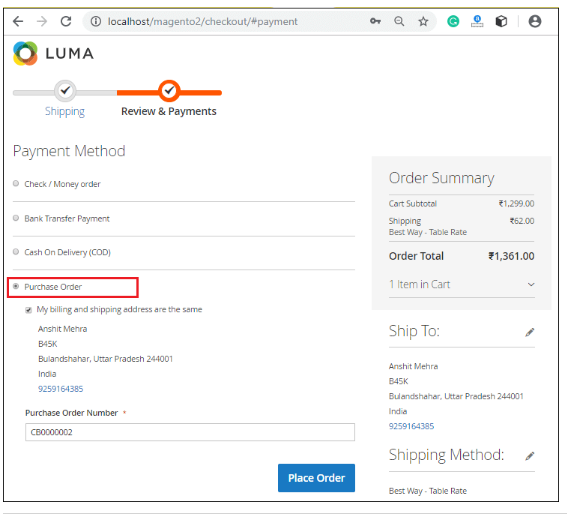 localhost/magento2/checkout/#payment
LUMA
Shipping
Review & Payments
Payment Method
Check / Money order
Bank Transfer Payment
Cash On Delivery (COD)
Purchase Order
My billing and shipping address are the same
Anshit Mehra
B45K
Bulandshahar, Uttar Pradesh 244001
India
9259164385
Purchase Order Number *
CB0000002
Place Order
Order Summary
Cart Subtotal ₹1,299.00
Shipping ₹62.00
Best Way - Table Rate
Order Total ₹1,361.00
1 Item in Cart
Ship To:
Anshit Mehra
B45K
Bulandshahar, Uttar Pradesh 244001
India
9259164385
Shipping Method:
Best Way - Table Rate